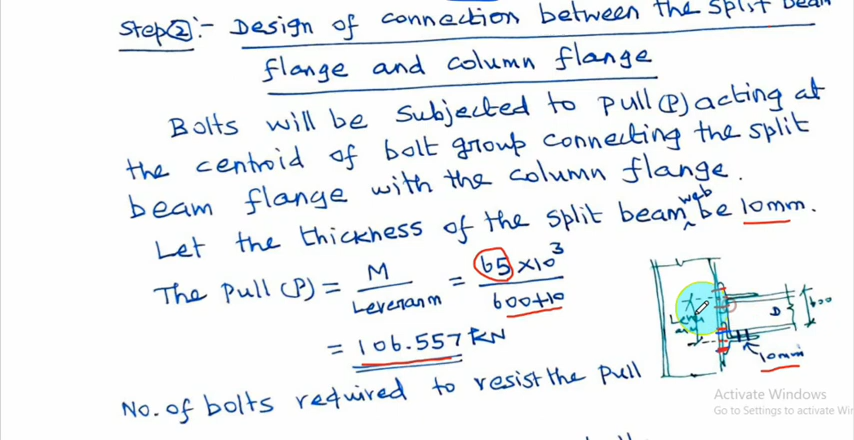 Step②:- Design of connection between the split beam
flange and column flange
Bolts will be subjected to pull (P) acting at
the centroid of bolt group connecting the split
beam flange with the column flange.
Let the thickness of the split beam web be 10mm.
The pull (P) = M / Leverarm = 65 × 10³ / 600+10
= 106.557 KN
Lever arm
D
600
10mm
No. of bolts required to resist the pull
Activate Windows
Go to Settings to activate Wi